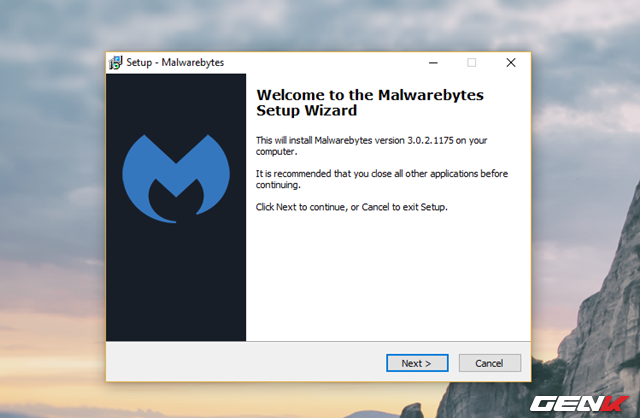 Setup - Malwarebytes
Welcome to the Malwarebytes
Setup Wizard
This will install Malwarebytes version 3.0.2.1175 on your
computer.
It is recommended that you close all other applications before
continuing.
Click Next to continue, or Cancel to exit Setup.
Next >
Cancel
GENK